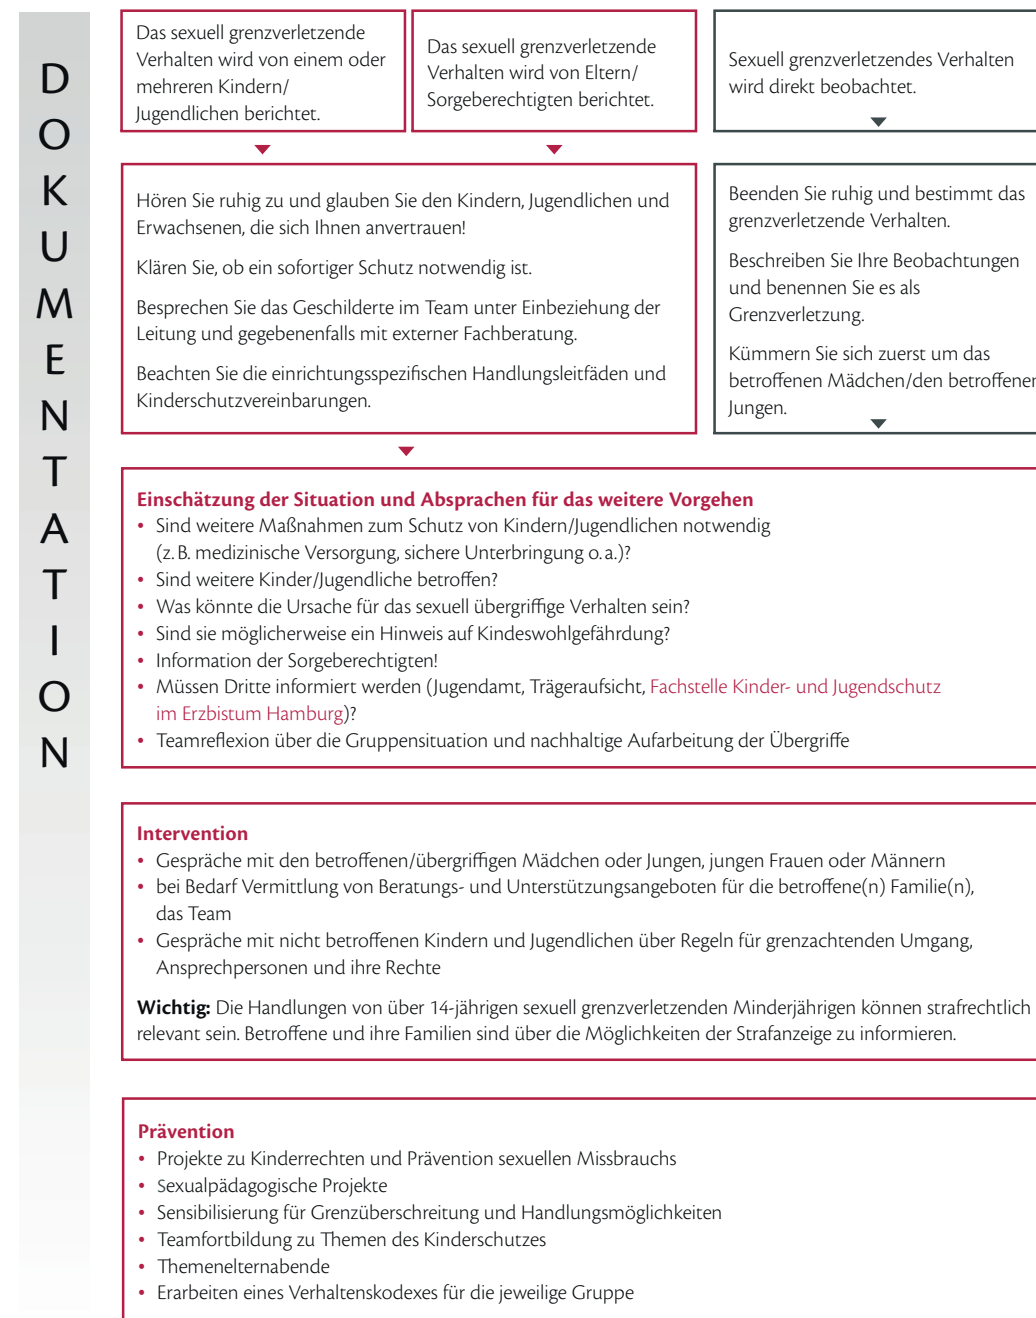 D
O
K
U
M
E
N
T
A
T
I
O
N
Das sexuell grenzverletzende
Verhalten wird von einem oder
mehreren Kindern/
Jugendlichen berichtet.
Das sexuell grenzverletzende
Verhalten wird von Eltern/
Sorgeberechtigten berichtet.
Sexuell grenzverletzendes Verhalten
wird direkt beobachtet.
Hören Sie ruhig zu und glauben Sie den Kindern, Jugendlichen und
Erwachsenen, die sich Ihnen anvertrauen!
Klären Sie, ob ein sofortiger Schutz notwendig ist.
Besprechen Sie das Geschilderte im Team unter Einbeziehung der
Leitung und gegebenenfalls mit externer Fachberatung.
Beachten Sie die einrichtungsspezifischen Handlungsleitfäden und
Kinderschutzvereinbarungen.
Beenden Sie ruhig und bestimmt das
grenzverletzende Verhalten.
Beschreiben Sie Ihre Beobachtungen
und benennen Sie es als
Grenzverletzung.
Kümmern Sie sich zuerst um das
betroffenen Mädchen/den betroffenen
Jungen.
Einschätzung der Situation und Absprachen für das weitere Vorgehen
• Sind weitere Maßnahmen zum Schutz von Kindern/Jugendlichen notwendig
(z. B. medizinische Versorgung, sichere Unterbringung o. a.)?
• Sind weitere Kinder/Jugendliche betroffen?
• Was könnte die Ursache für das sexuell übergriffige Verhalten sein?
• Sind sie möglicherweise ein Hinweis auf Kindeswohlgefährdung?
• Information der Sorgeberechtigten!
• Müssen Dritte informiert werden (Jugendamt, Trägeraufsicht, Fachstelle Kinder- und Jugendschutz
im Erzbistum Hamburg)?
• Teamreflexion über die Gruppensituation und nachhaltige Aufarbeitung der Übergriffe
Intervention
• Gespräche mit den betroffenen/übergriffigen Mädchen oder Jungen, jungen Frauen oder Männern
• bei Bedarf Vermittlung von Beratungs- und Unterstützungsangeboten für die betroffene(n) Familie(n),
das Team
• Gespräche mit nicht betroffenen Kindern und Jugendlichen über Regeln für grenzachtenden Umgang,
Ansprechpersonen und ihre Rechte
Wichtig: Die Handlungen von über 14-jährigen sexuell grenzverletzenden Minderjährigen können strafrechtlich
relevant sein. Betroffene und ihre Familien sind über die Möglichkeiten der Strafanzeige zu informieren.
Prävention
• Projekte zu Kinderrechten und Prävention sexuellen Missbrauchs
• Sexualpädagogische Projekte
• Sensibilisierung für Grenzüberschreitung und Handlungsmöglichkeiten
• Teamfortbildung zu Themen des Kinderschutzes
• Themenelternabende
• Erarbeiten eines Verhaltenskodexes für die jeweilige Gruppe